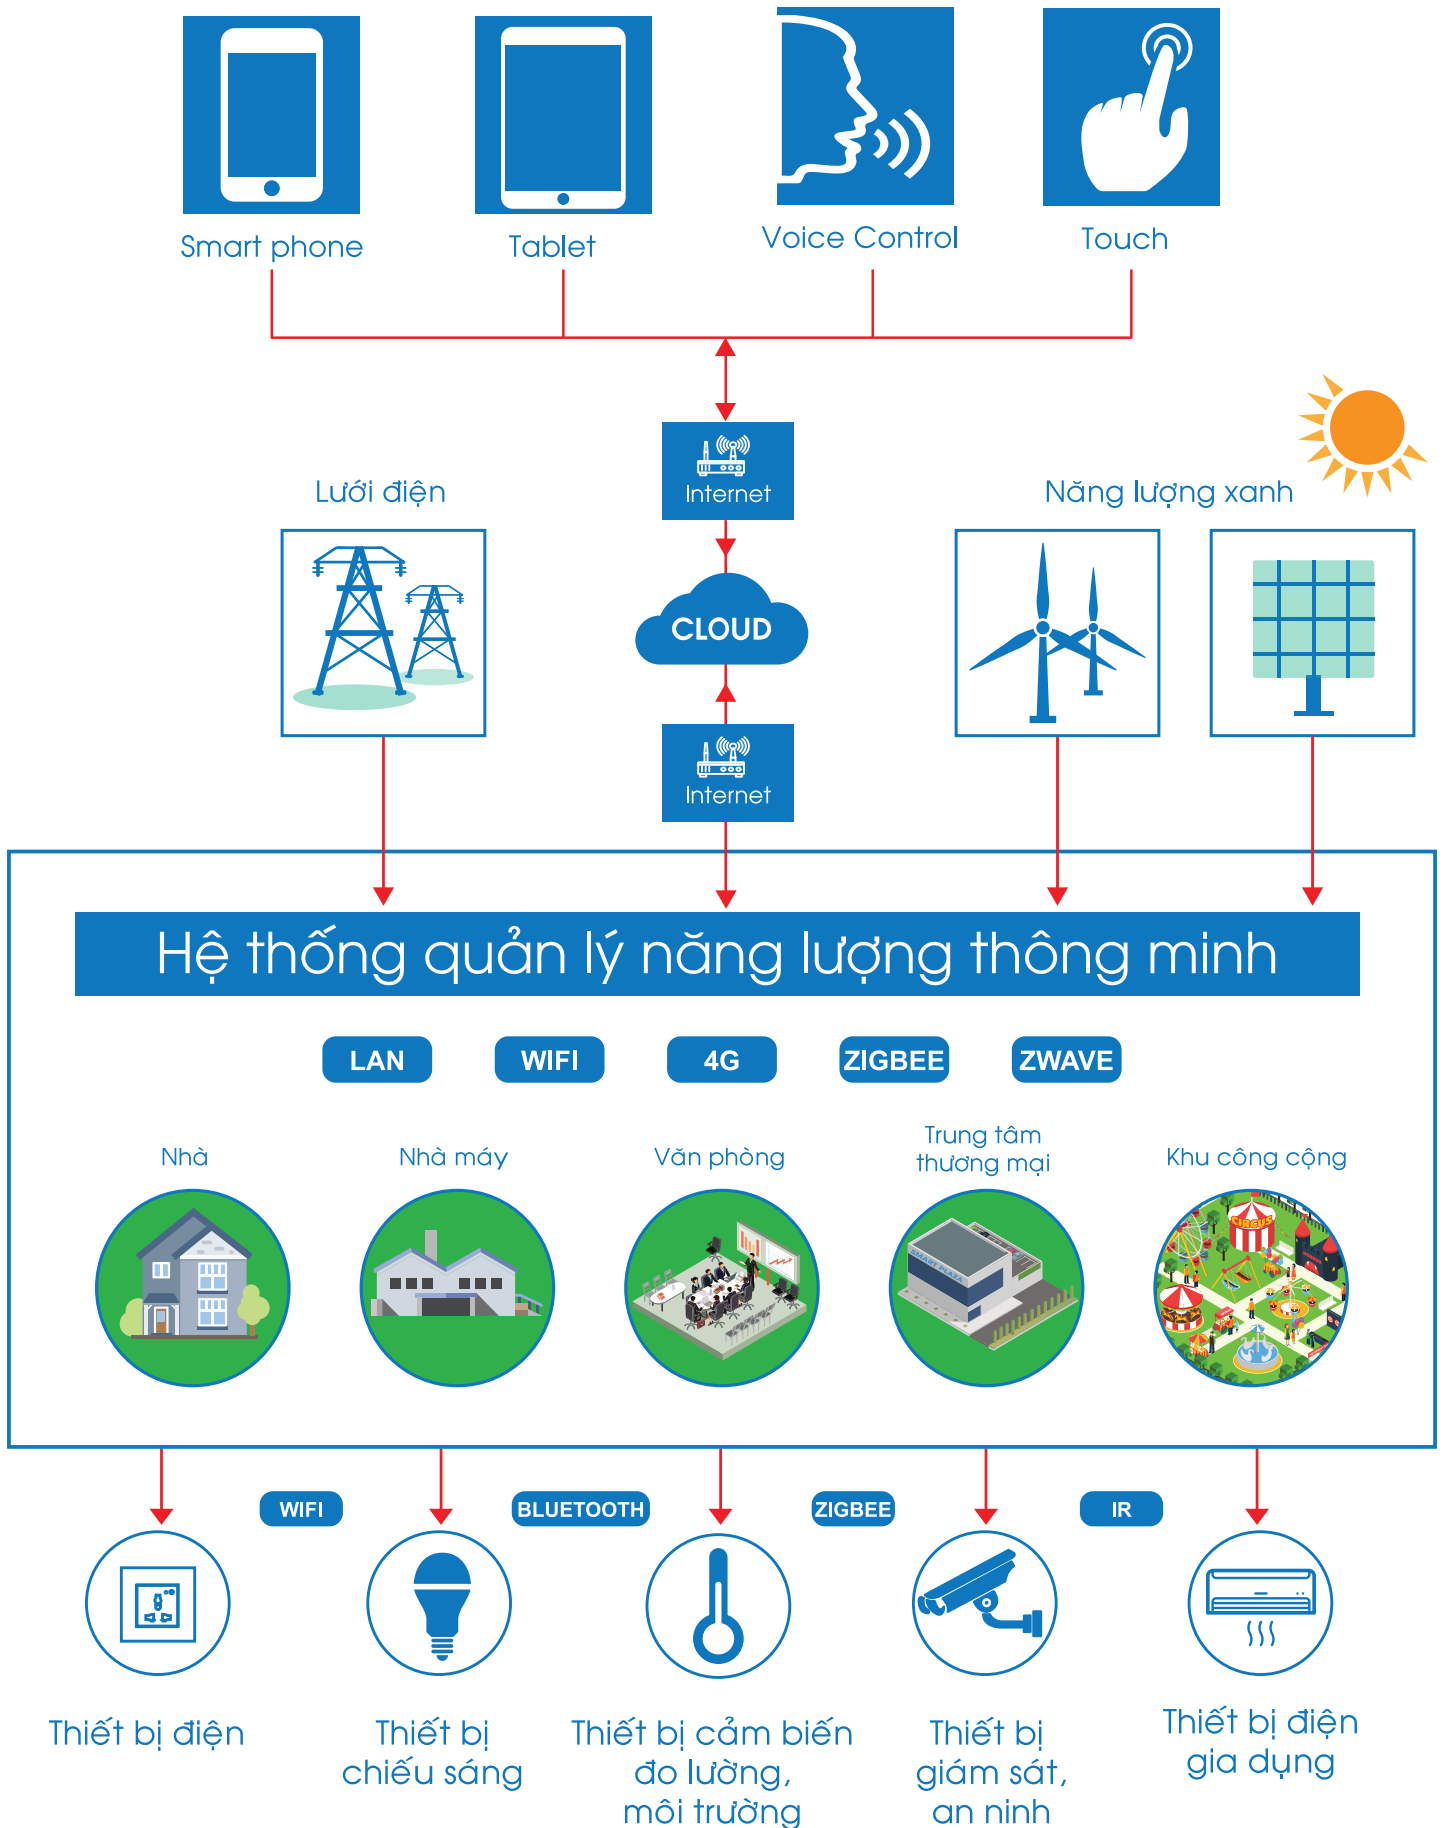 Smart phone
Tablet
Voice Control
Touch
Internet
Lưới điện
Năng lượng xanh
CLOUD
Internet
Hệ thống quản lý năng lượng thông minh
LAN
WIFI
4G
ZIGBEE
ZWAVE
Nhà
Nhà máy
Văn phòng
Trung tâm
thương mại
Khu công cộng
CIRCUS
SMART PLAZA
WIFI
BLUETOOTH
ZIGBEE
IR
Thiết bị điện
Thiết bị
chiếu sáng
Thiết bị cảm biến
đo lường,
môi trường
Thiết bị
giám sát,
an ninh
Thiết bị điện
gia dụng